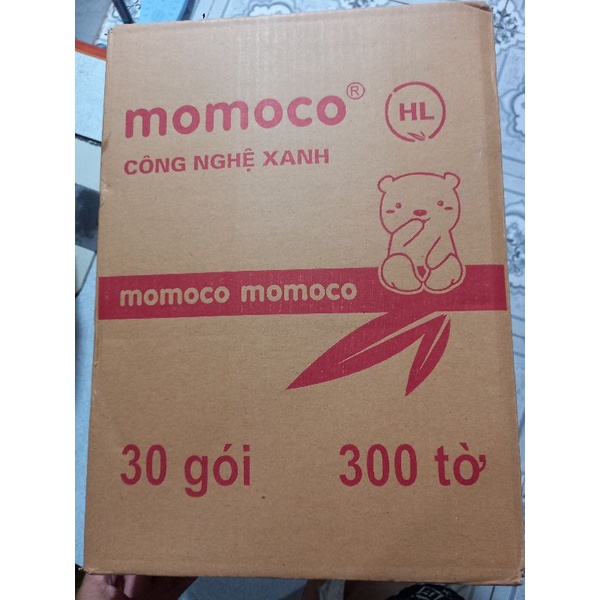 momoco® HL
CÔNG NGHỆ XANH
momoco momoco
30 gói 300 tờ